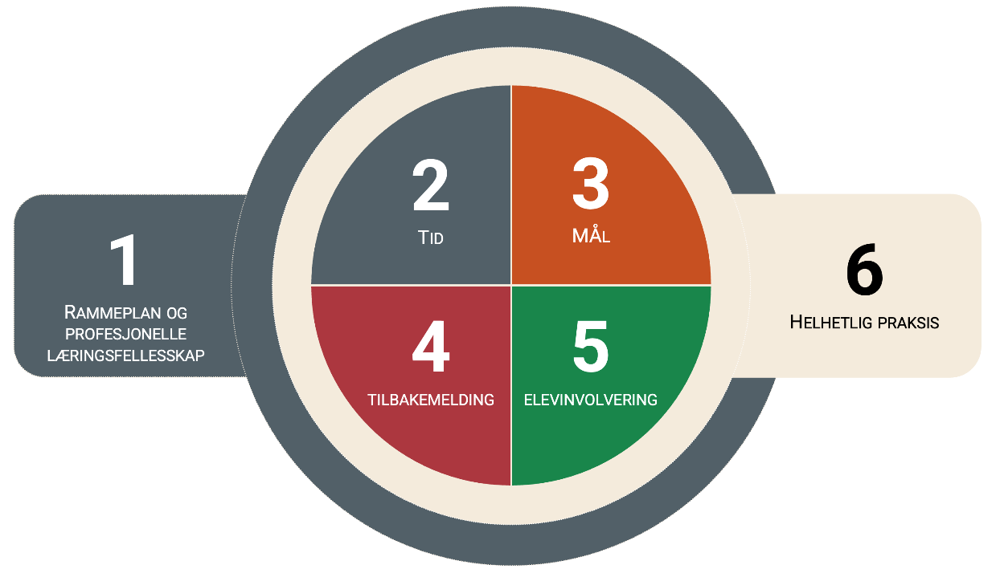 1
RAMMEPLAN OG
PROFESJONELLE
LÆRINGSFELLESSKAP
2
TID
3
MÅL
4
TILBAKEMELDING
5
ELEVINVOLVERING
6
HELHETLIG PRAKSIS